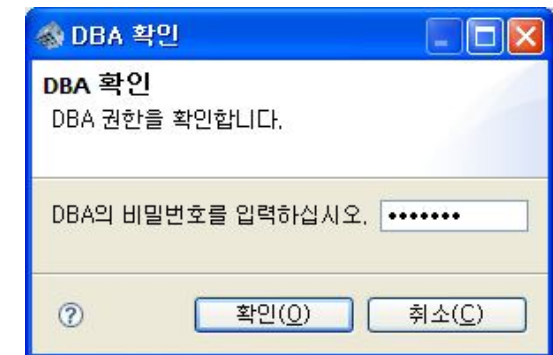 DBA 확인
DBA 확인
DBA 권한을 확인합니다.
DBA의 비밀번호를 입력하십시오. •••••••
확인(O) 취소(C)